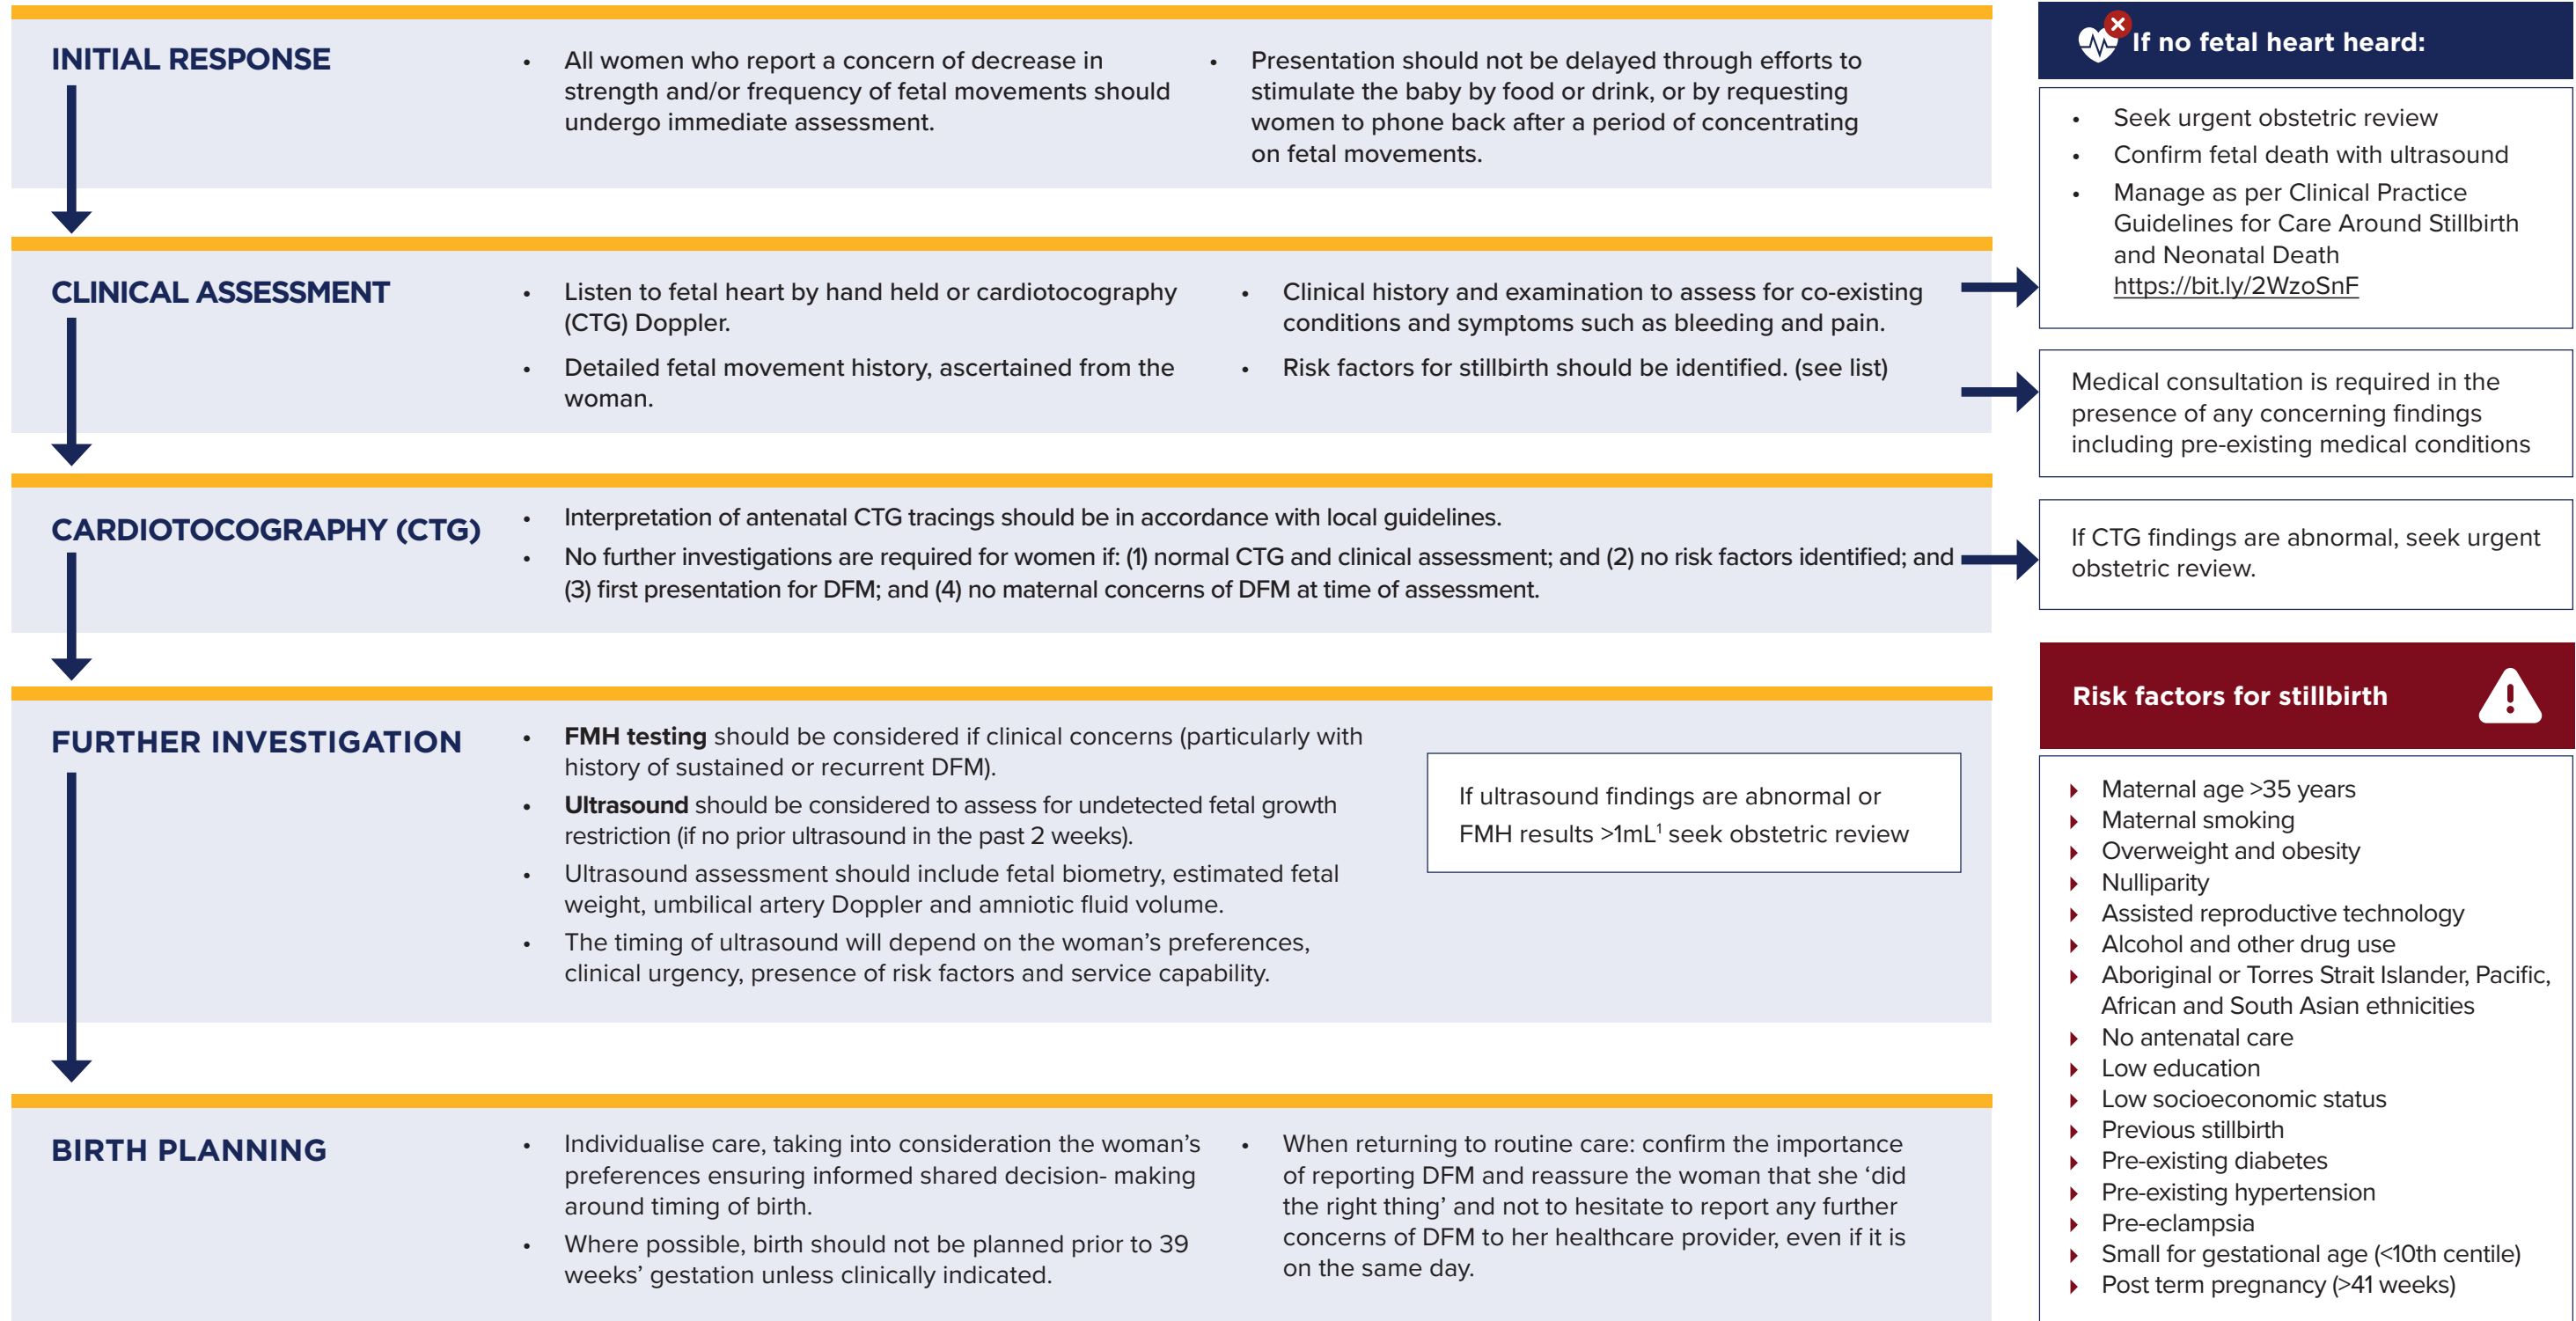 INITIAL RESPONSE
• All women who report a concern of decrease in
strength and/or frequency of fetal movements should
undergo immediate assessment.
• Presentation should not be delayed through efforts to
stimulate the baby by food or drink, or by requesting
women to phone back after a period of concentrating
on fetal movements.
CLINICAL ASSESSMENT
• Listen to fetal heart by hand held or cardiotocography
(CTG) Doppler.
• Detailed fetal movement history, ascertained from the
woman.
• Clinical history and examination to assess for co-existing
conditions and symptoms such as bleeding and pain.
• Risk factors for stillbirth should be identified. (see list)
CARDIOTOCOGRAPHY (CTG)
• Interpretation of antenatal CTG tracings should be in accordance with local guidelines.
• No further investigations are required for women if: (1) normal CTG and clinical assessment; and (2) no risk factors identified; and
(3) first presentation for DFM; and (4) no maternal concerns of DFM at time of assessment.
FURTHER INVESTIGATION
• FMH testing should be considered if clinical concerns (particularly with
history of sustained or recurrent DFM).
• Ultrasound should be considered to assess for undetected fetal growth
restriction (if no prior ultrasound in the past 2 weeks).
• Ultrasound assessment should include fetal biometry, estimated fetal
weight, umbilical artery Doppler and amniotic fluid volume.
• The timing of ultrasound will depend on the woman's preferences,
clinical urgency, presence of risk factors and service capability.
If ultrasound findings are abnormal or
FMH results >1mL¹ seek obstetric review
BIRTH PLANNING
• Individualise care, taking into consideration the woman's
preferences ensuring informed shared decision- making
around timing of birth.
• Where possible, birth should not be planned prior to 39
weeks' gestation unless clinically indicated.
• When returning to routine care: confirm the importance
of reporting DFM and reassure the woman that she 'did
the right thing' and not to hesitate to report any further
concerns of DFM to her healthcare provider, even if it is
on the same day.
If no fetal heart heard:
• Seek urgent obstetric review
• Confirm fetal death with ultrasound
• Manage as per Clinical Practice
Guidelines for Care Around Stillbirth
and Neonatal Death
https://bit.ly/2WzoSnF
Medical consultation is required in the
presence of any concerning findings
including pre-existing medical conditions
If CTG findings are abnormal, seek urgent
obstetric review.
Risk factors for stillbirth
Maternal age >35 years
Maternal smoking
Overweight and obesity
Nulliparity
Assisted reproductive technology
Alcohol and other drug use
Aboriginal or Torres Strait Islander, Pacific,
African and South Asian ethnicities
No antenatal care
Low education
Low socioeconomic status
Previous stillbirth
Pre-existing diabetes
Pre-existing hypertension
Pre-eclampsia
Small for gestational age (<10th centile)
Post term pregnancy (>41 weeks)